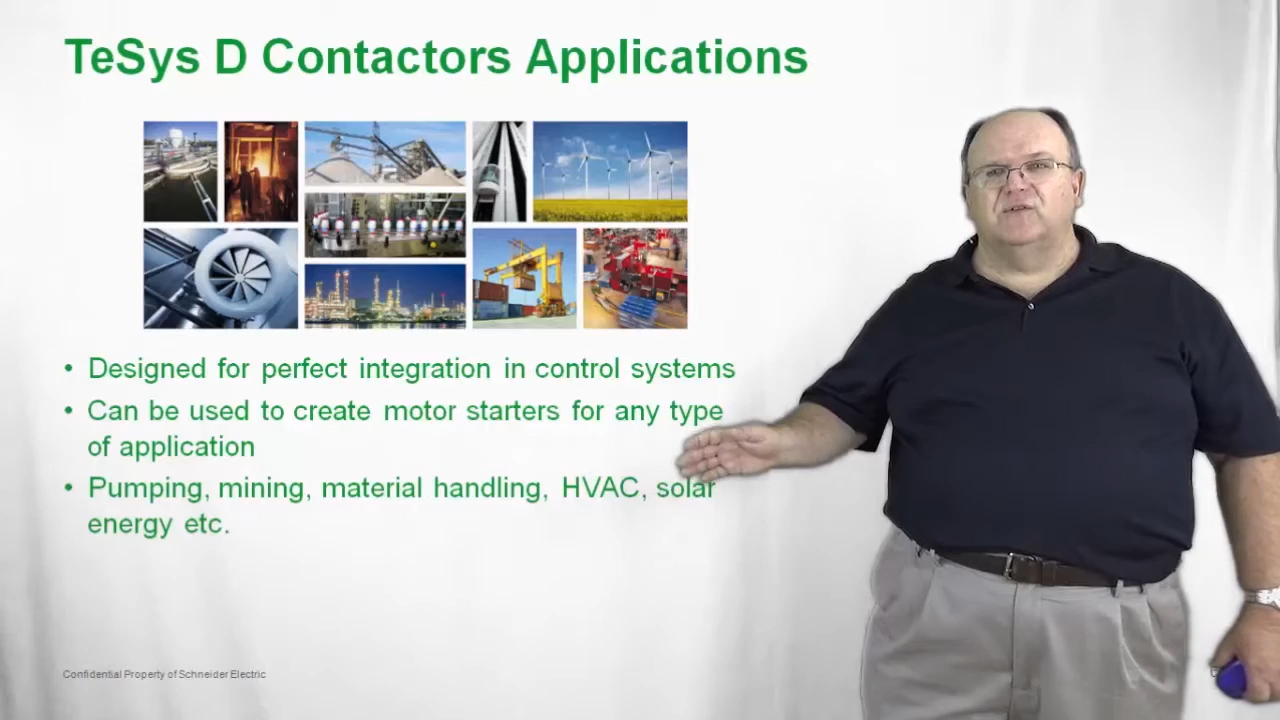 TeSys D Contactors Applications
• Designed for perfect integration in control systems
• Can be used to create motor starters for any type
of application
• Pumping, mining, material handling, HVAC, solar
energy etc.
Confidential Property of Schneider Electric